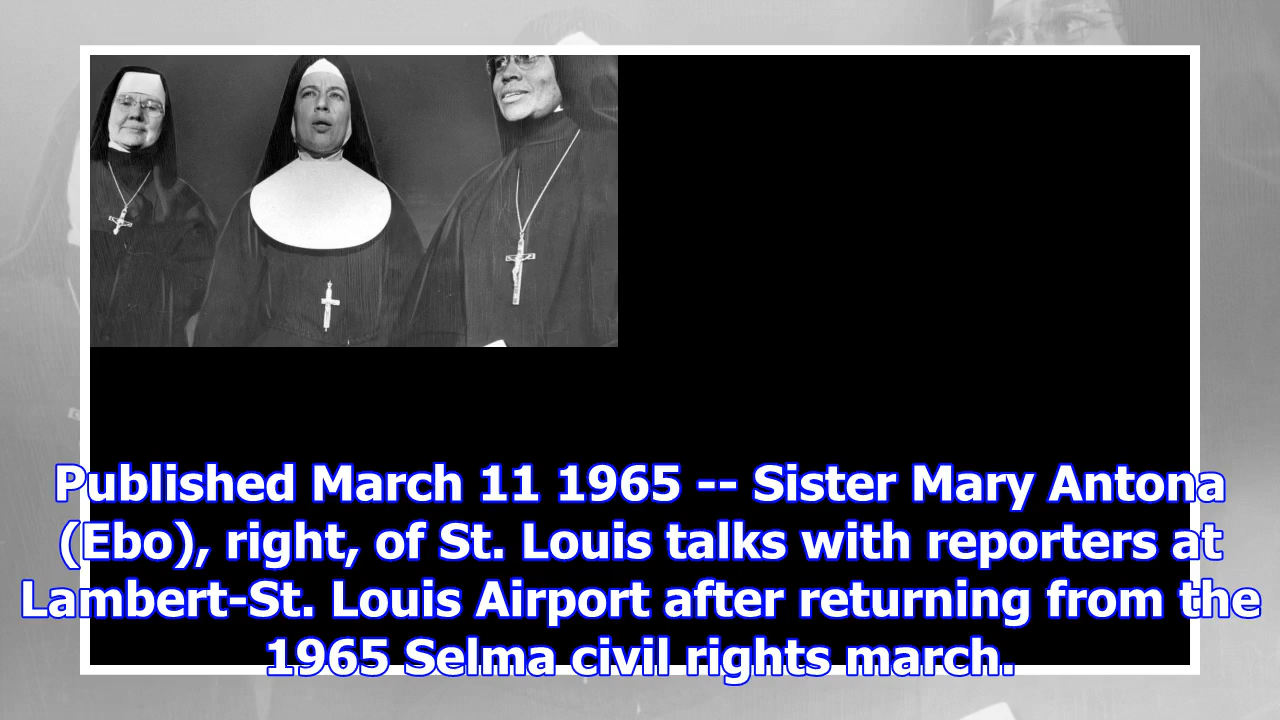 Published March 11 1965 -- Sister Mary Antona
(Ebo), right, of St. Louis talks with reporters at
Lambert-St. Louis Airport after returning from the
1965 Selma civil rights march.